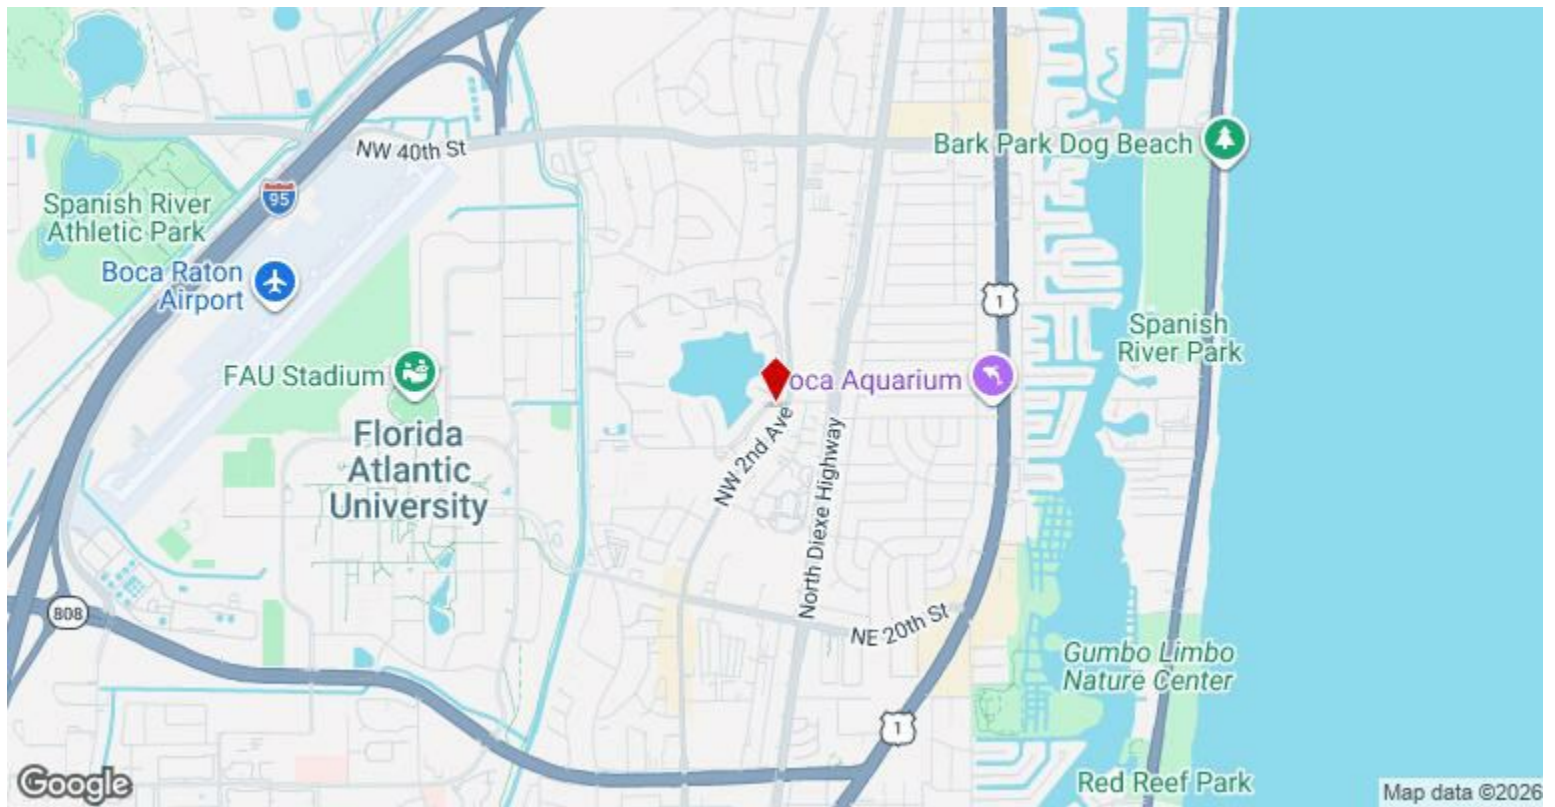 NW 40th St
Bark Park Dog Beach
95
Spanish River
Athletic Park
Boca Raton
Airport
1
Spanish
River Park
FAU Stadium
oca Aquarium
Florida
Atlantic
University
NW 2nd Ave
North Diexe Highway
808
NE 20th St
Gumbo Limbo
Nature Center
1
Red Reef Park
Google
Map data ©2026